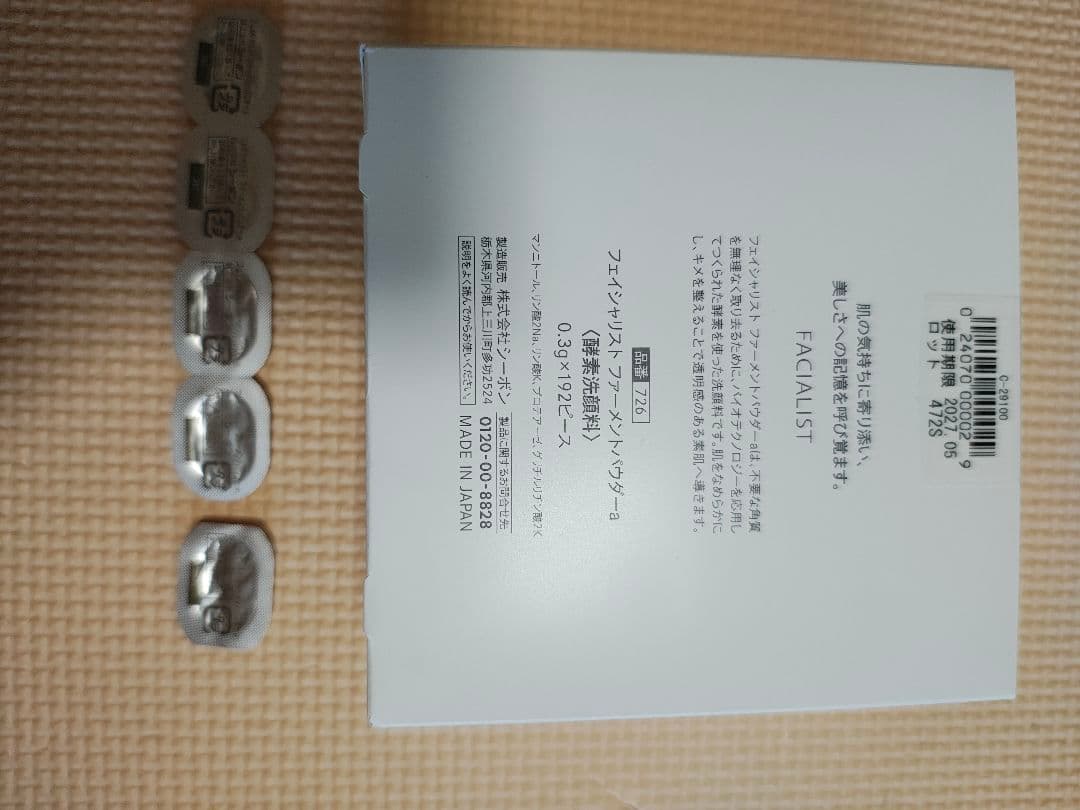 0-29100
0 24070 00002 9
使用期限 2027.05
ロット 472S
肌の気持ちに寄り添い、
美しさへの記憶を呼び覚ます。
FACIALIST
フェイシャリスト ファーメントパウダーaは、不要な角質
を無理なく取り去るために、バイオテクノロジーを応用し
てつくられた酵素を使った洗顔料です。肌をなめらかに
し、キメを整えることで透明感のある素肌へ導きます。
品番 726
フェイシャリスト ファーメントパウダーa
〈酵素洗顔料〉
0.3g×192ピース
マンニトール、リン酸2Na、リン酸K、プロテアーゼ、グリチルリチン酸2K
製造販売 株式会社シーボン
栃木県河内郡上三川町多功2524
説明をよく読んでからお使いください。
製品に関するお問合せ先
0120-00-8828
MADE IN JAPAN